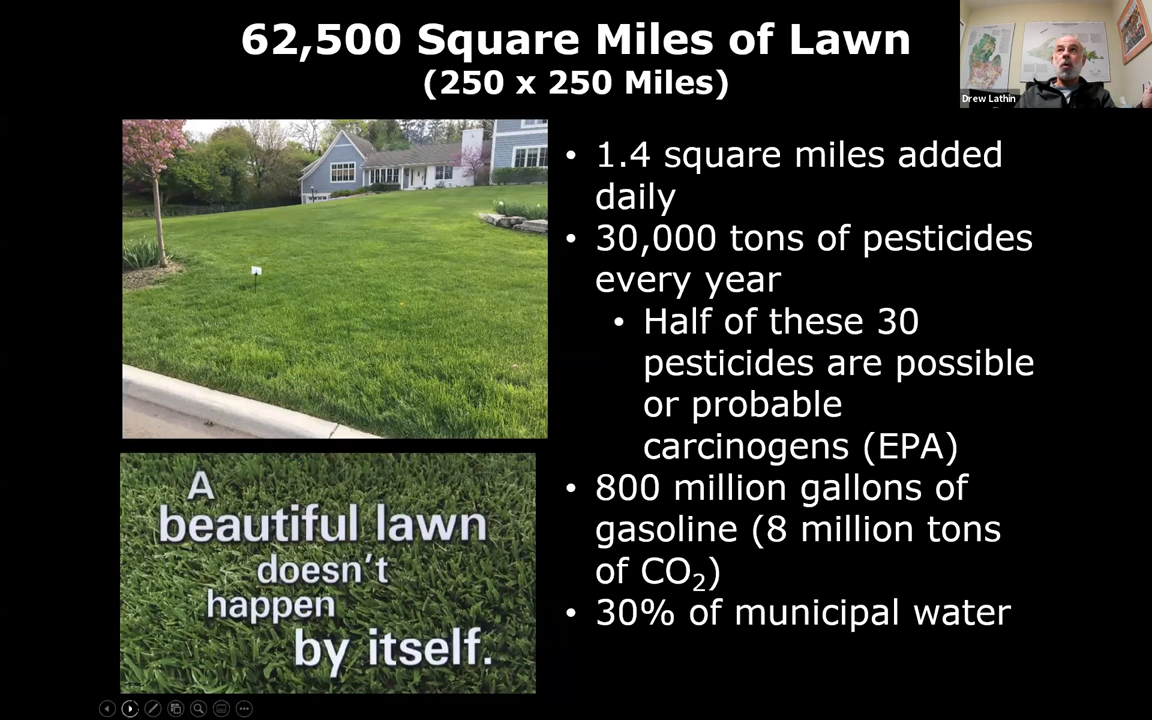 62,500 Square Miles of Lawn
(250 x 250 Miles)
Drew Lathin
• 1.4 square miles added
daily
• 30,000 tons of pesticides
every year
• Half of these 30
pesticides are possible
or probable
carcinogens (EPA)
• 800 million gallons of
gasoline (8 million tons
of CO₂)
• 30% of municipal water
A
beautiful lawn
doesn't
happen
by itself.